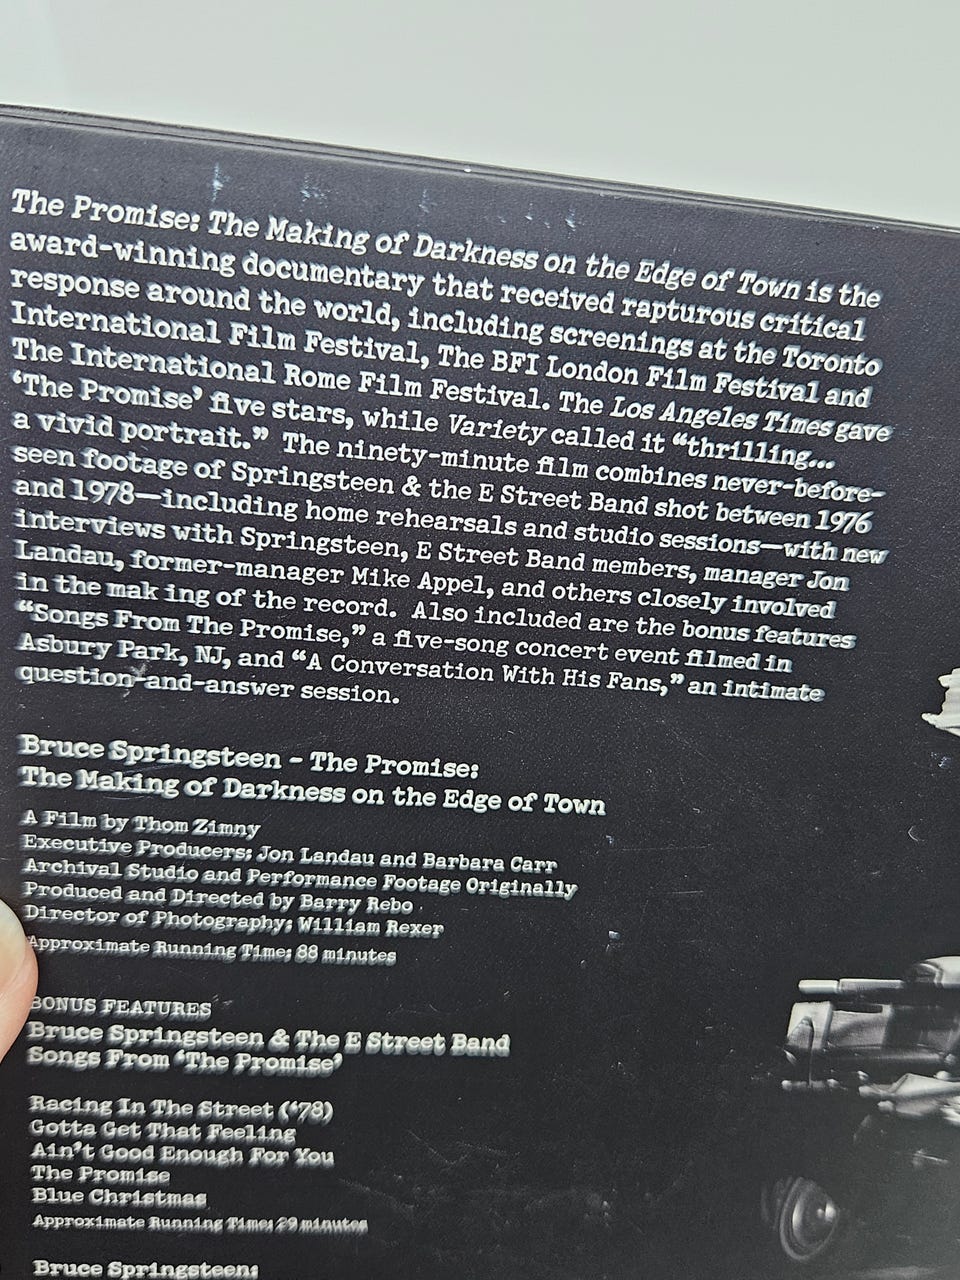 The Promise: The Making of Darkness on the Edge of Town is the
award-winning documentary that received rapturous critical
response around the world, including screenings at the Toronto
International Film Festival, The BFI London Film Festival and
The International Rome Film Festival. The Los Angeles Times gave
‘The Promise’ five stars, while Variety called it “thrilling...
a vivid portrait.”  The ninety-minute film combines never-before-
seen footage of Springsteen & the E Street Band shot between 1976
and 1978—including home rehearsals and studio sessions—with new
interviews with Springsteen, E Street Band members, manager Jon
Landau, former-manager Mike Appel, and others closely involved
in the mak ing of the record.  Also included are the bonus features
“Songs From The Promise,” a five-song concert event filmed in
Asbury Park, NJ, and “A Conversation With His Fans,” an intimate
question-and-answer session.
Bruce Springsteen - The Promise:
The Making of Darkness on the Edge of Town
A Film by Thom Zimny
Executive Producers: Jon Landau and Barbara Carr
Archival Studio and Performance Footage Originally
Produced and Directed by Barry Rebo
Director of Photography: William Rexer
Approximate Running Time: 88 minutes
BONUS FEATURES
Bruce Springsteen & The E Street Band
Songs From ‘The Promise’
Racing In The Street (‘78)
Gotta Get That Feeling
Ain’t Good Enough For You
The Promise
Blue Christmas
Approximate Running Time: 29 minutes
Bruce Springsteen: